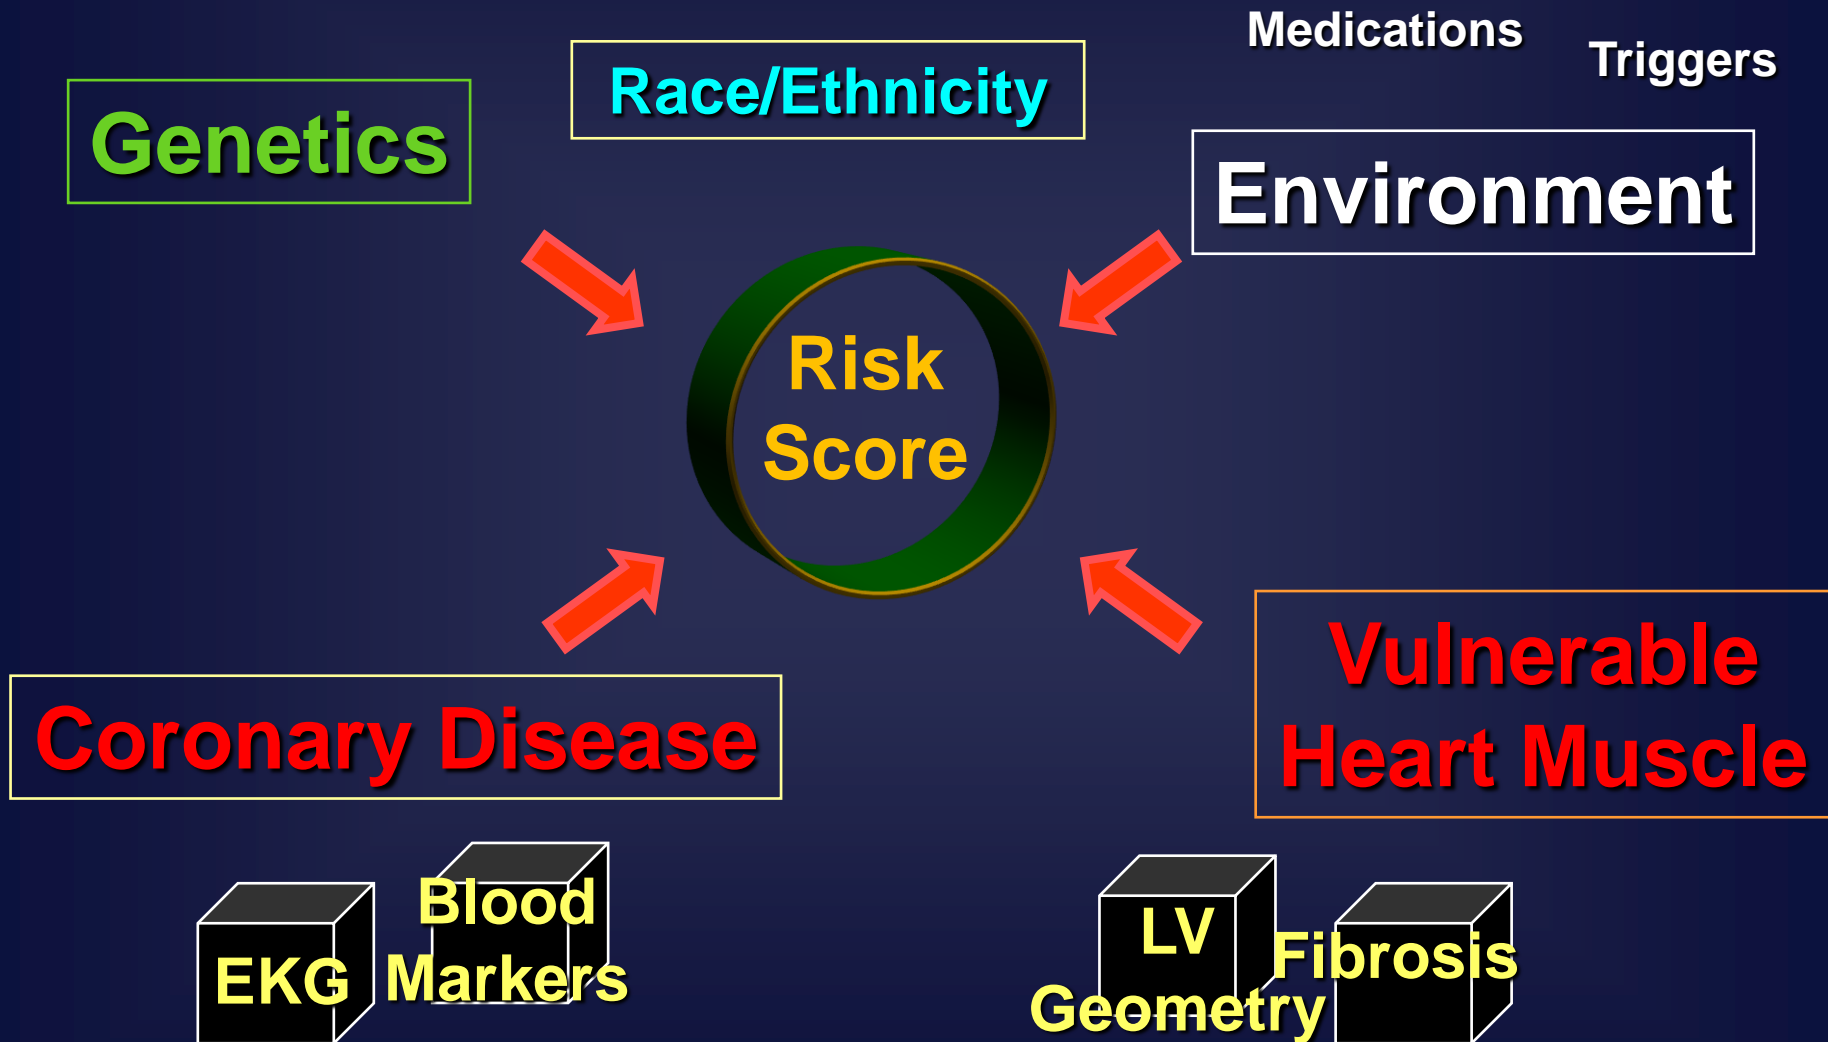 Medications
Triggers
Race/Ethnicity
Genetics
Environment
Risk
Score
Vulnerable
Heart Muscle
Coronary Disease
Blood
Markers
EKG
LV
Geometry
Fibrosis